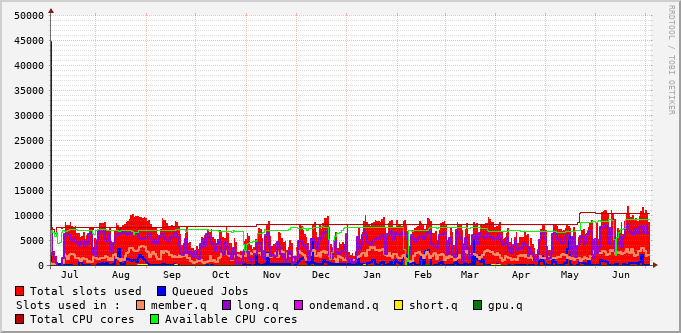 50000
45000
40000
35000
30000
25000
20000
15000
10000
5000
0
Jul Aug Sep Oct Nov Dec Jan Feb Mar Apr May Jun
Total slots used Queued Jobs
Slots used in : member.q long.q ondemand.q short.q gpu.q
Total CPU cores Available CPU cores
RRDTOOL / TOBI OETIKER